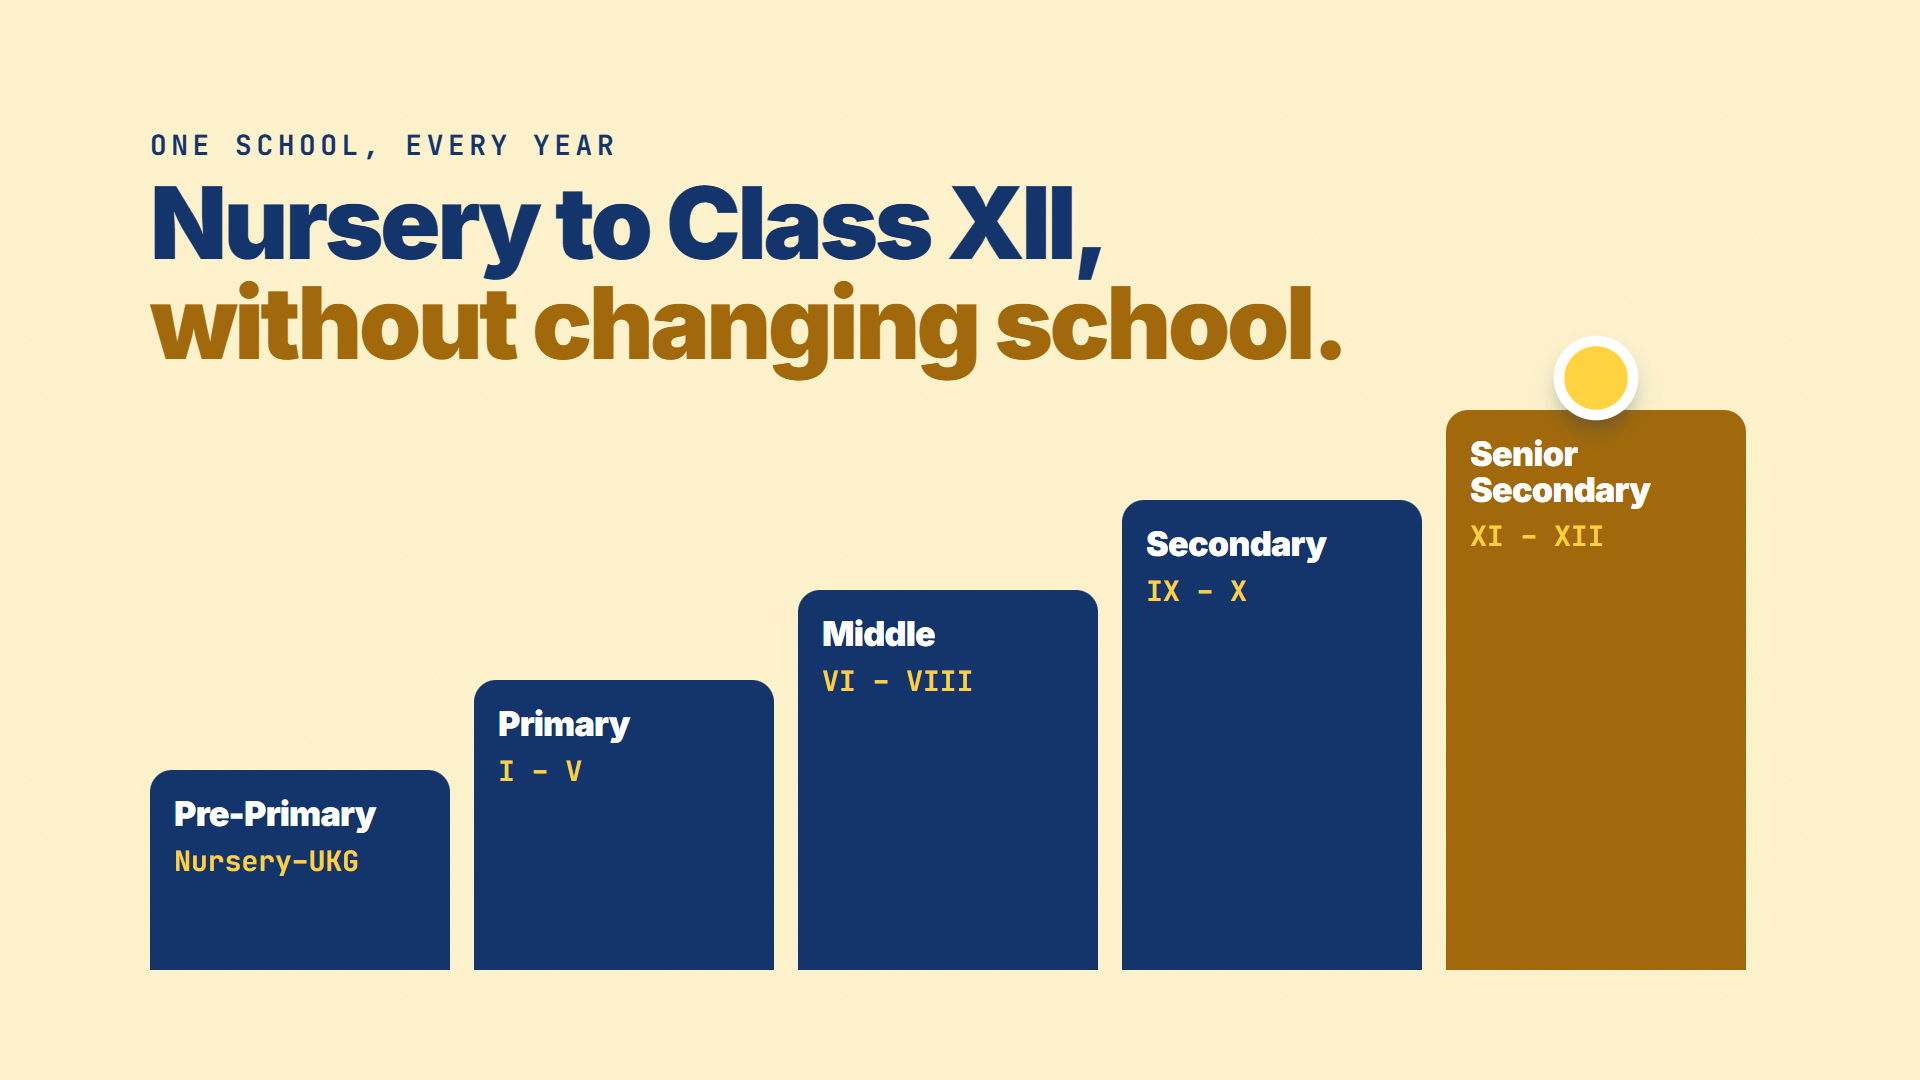 ONE SCHOOL, EVERY YEAR
Nursery to Class XII,
without changing school.
Pre-Primary
Nursery–UKG
Primary
I – V
Middle
VI – VIII
Secondary
IX – X
Senior
Secondary
XI – XII